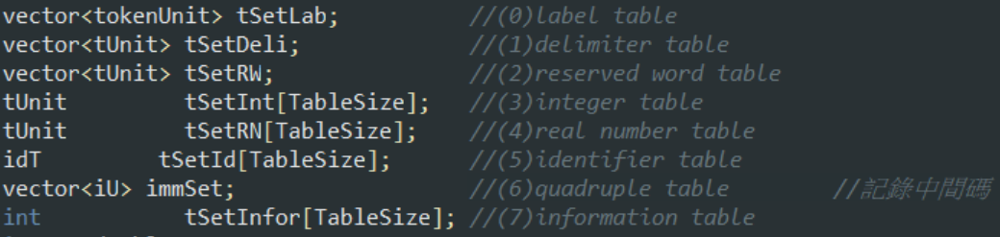 vector<tokenUnit> tSetLab; //(0)label table
vector<tUnit> tSetDeli; //(1)delimiter table
vector<tUnit> tSetRW; //(2)reserved word table
tUnit tSetInt[TableSize]; //(3)integer table
tUnit tSetRN[TableSize]; //(4)real number table
idT tSetId[TableSize]; //(5)identifier table
vector<iU> immSet; //(6)quadruple table //記錄中間碼
int tSetInfor[TableSize]; //(7)information table